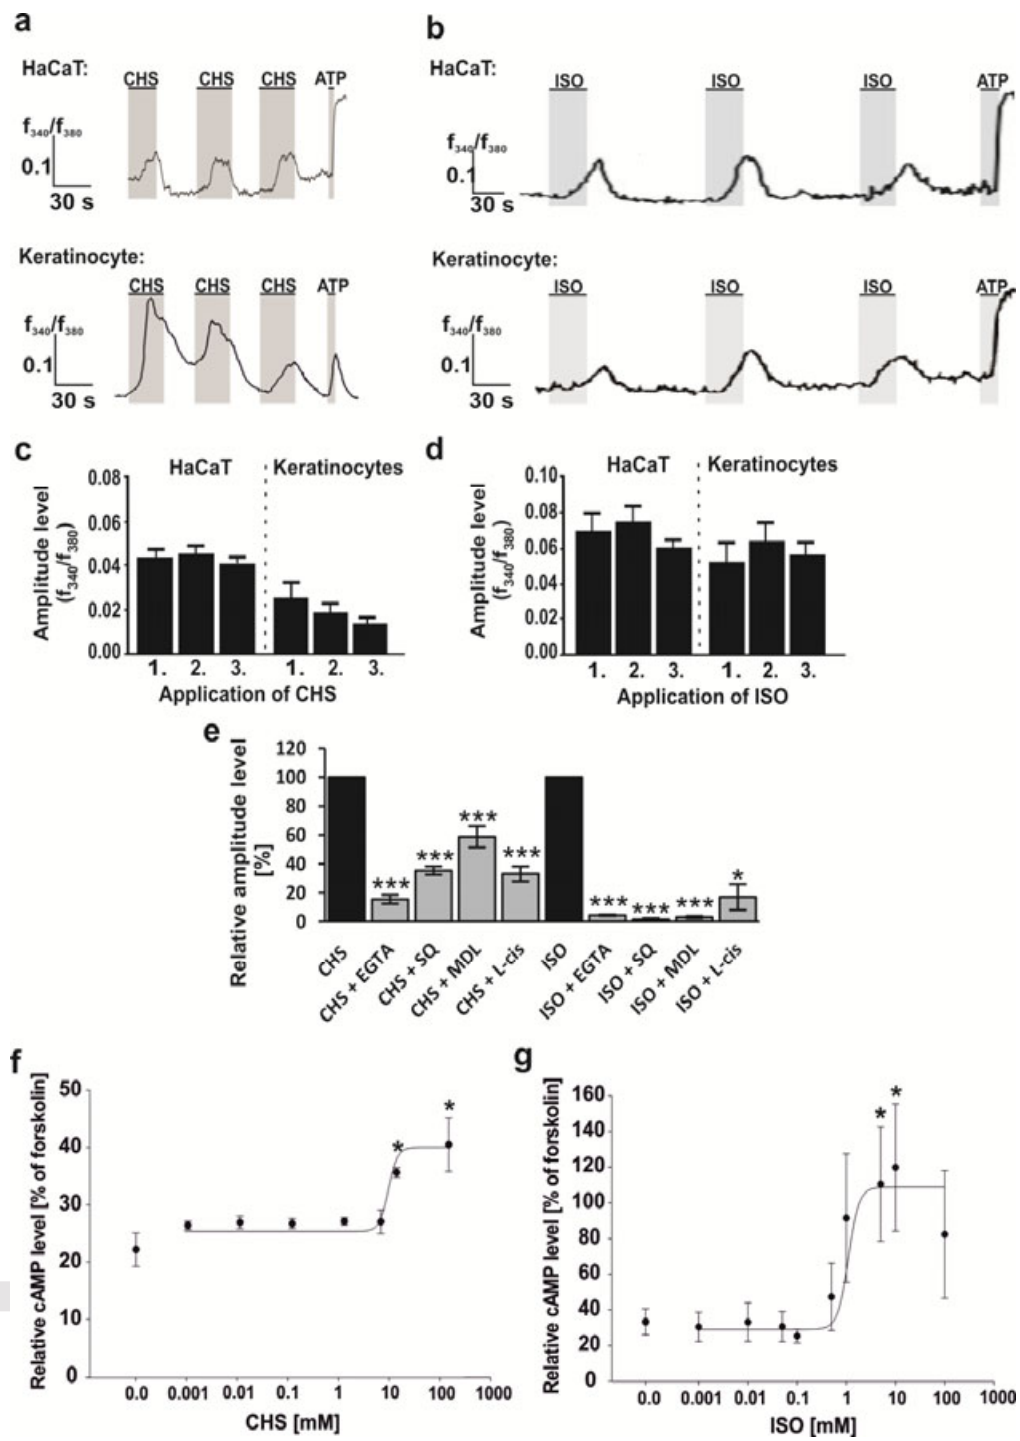 a
HaCaT:
CHS CHS CHS ATP
f340/f380
0.1
30 s
Keratinocyte:
CHS CHS CHS ATP
f340/f380
0.1
30 s
b
HaCaT:
ISO ISO ISO ATP
f340/f380
0.1
30 s
Keratinocyte:
ISO ISO ISO ATP
f340/f380
0.1
30 s
c
HaCaT Keratinocytes
Amplitude level
(f340/f380)
0.08
0.06
0.04
0.02
0.00
1. 2. 3. 1. 2. 3.
Application of CHS
d
HaCaT Keratinocytes
Amplitude level
(f340/f380)
0.10
0.08
0.06
0.04
0.02
0.00
1. 2. 3. 1. 2. 3.
Application of ISO
e
Relative amplitude level
[%]
120
100
80
60
40
20
0
*** *** *** *** *** *** *** *
CHS
CHS + EGTA
CHS + SQ
CHS + MDL
CHS + L-cis
ISO
ISO + EGTA
ISO + SQ
ISO + MDL
ISO + L-cis
f
Relative cAMP level [% of forskolin]
50
40
30
20
10
0
* *
0.0 0.001 0.01 0.1 1 10 100 1000
CHS [mM]
g
Relative cAMP level [% of forskolin]
160
140
120
100
80
60
40
20
0
* *
0.0 0.001 0.01 0.1 1 10 100 1000
ISO [mM]